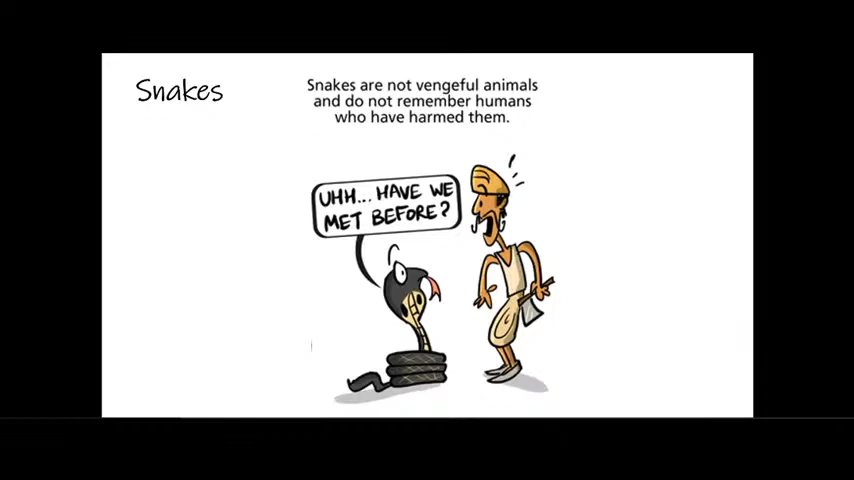 Snakes
Snakes are not vengeful animals
and do not remember humans
who have harmed them.
UHH... HAVE WE
MET BEFORE?